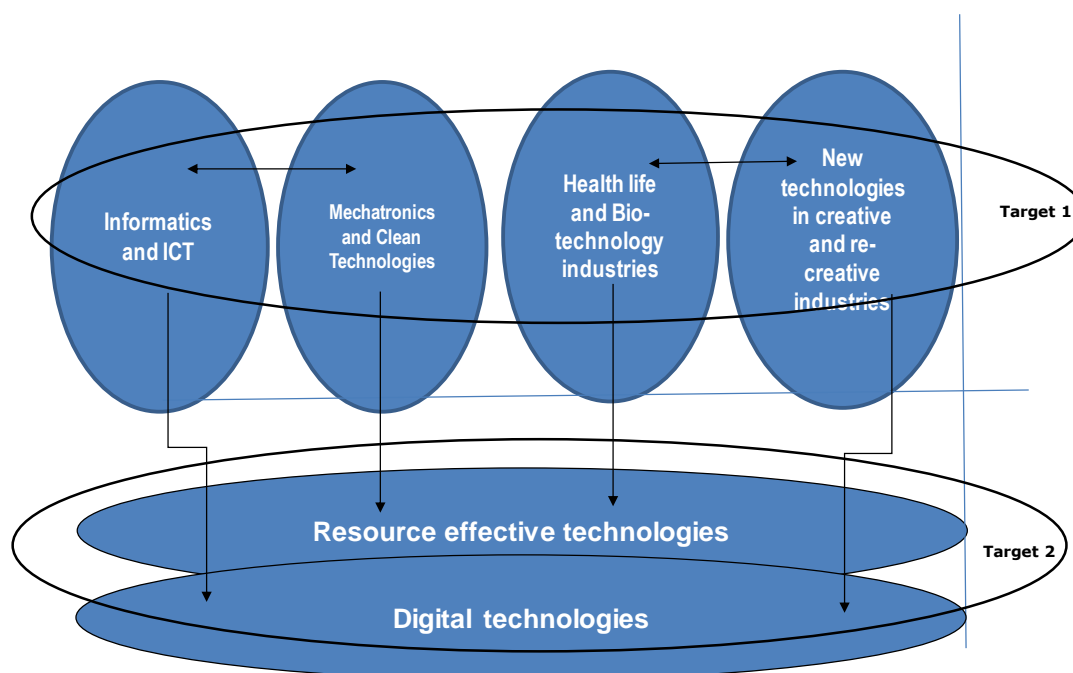 Informatics
and ICT
Mechatronics
and Clean
Technologies
Health life
and Bio-
technology
industries
New
technologies
in creative
and re-
creative
industries
Target 1
Resource effective technologies
Target 2
Digital technologies